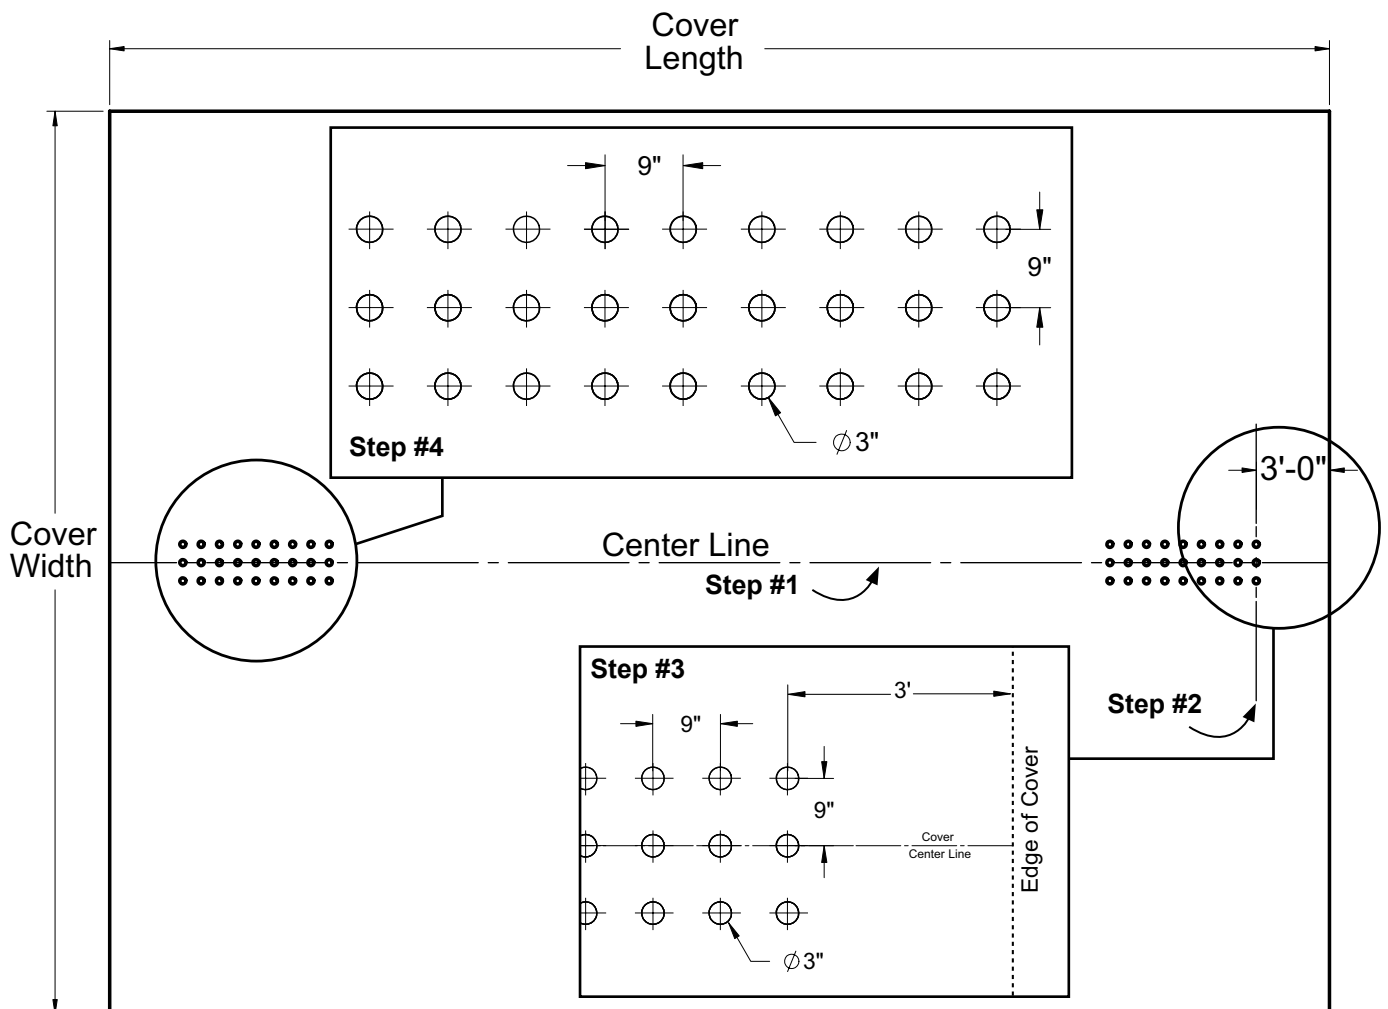 Cover
Length
9"
9"
Ø3"
Step #4
3'-0"
Cover
Width
Center Line
Step #1
Step #3
3'
9"
9"
Cover
Center Line
Edge of Cover
Ø3"
Step #2